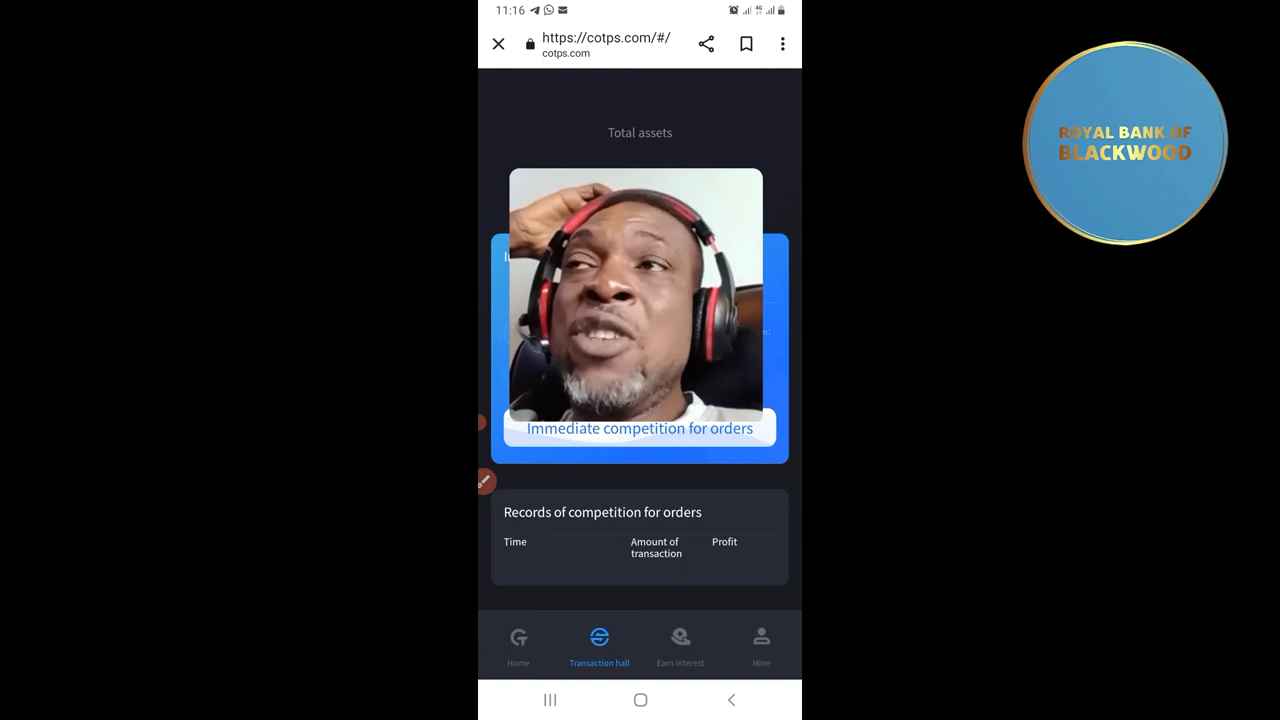 11:16
4G
https://cotps.com/#/
cotps.com
Total assets
ROYAL BANK OF
BLACKWOOD
Immediate competition for orders
Records of competition for orders
Time
Amount of
transaction
Profit
Home
Transaction hall
Earn interest
Mine